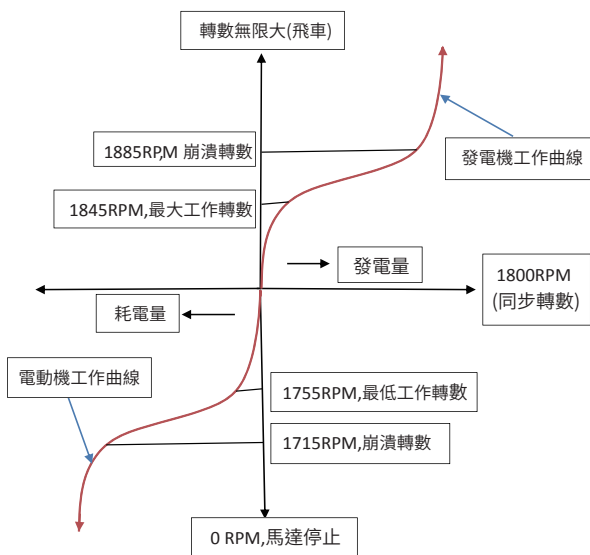 轉數無限大(飛車)
1885RPM 崩潰轉數
發電機工作曲線
1845RPM,最大工作轉數
發電量
1800RPM
(同步轉數)
耗電量
電動機工作曲線
1755RPM,最低工作轉數
1715RPM,崩潰轉數
0 RPM,馬達停止